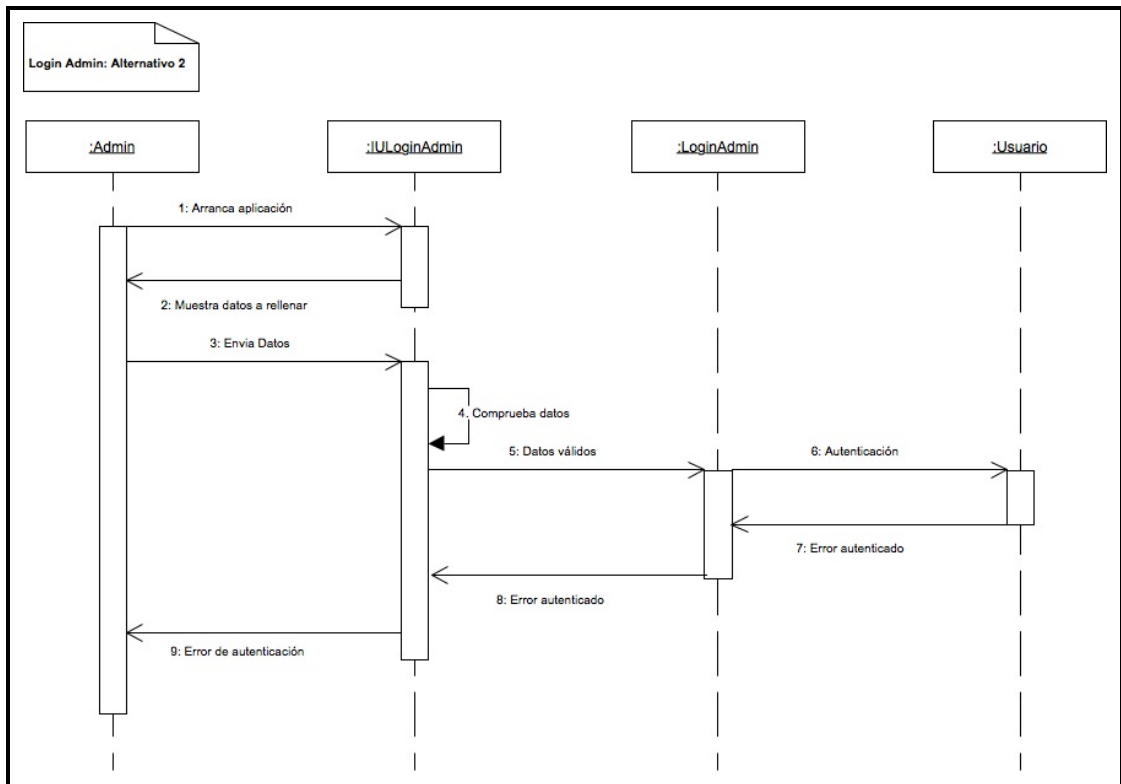 Login Admin: Alternativo 2
:Admin
:IULoginAdmin
:LoginAdmin
:Usuario
1: Arranca aplicación
2: Muestra datos a rellenar
3: Envia Datos
4. Comprueba datos
5: Datos válidos
6: Autenticación
7: Error autenticado
8: Error autenticado
9: Error de autenticación